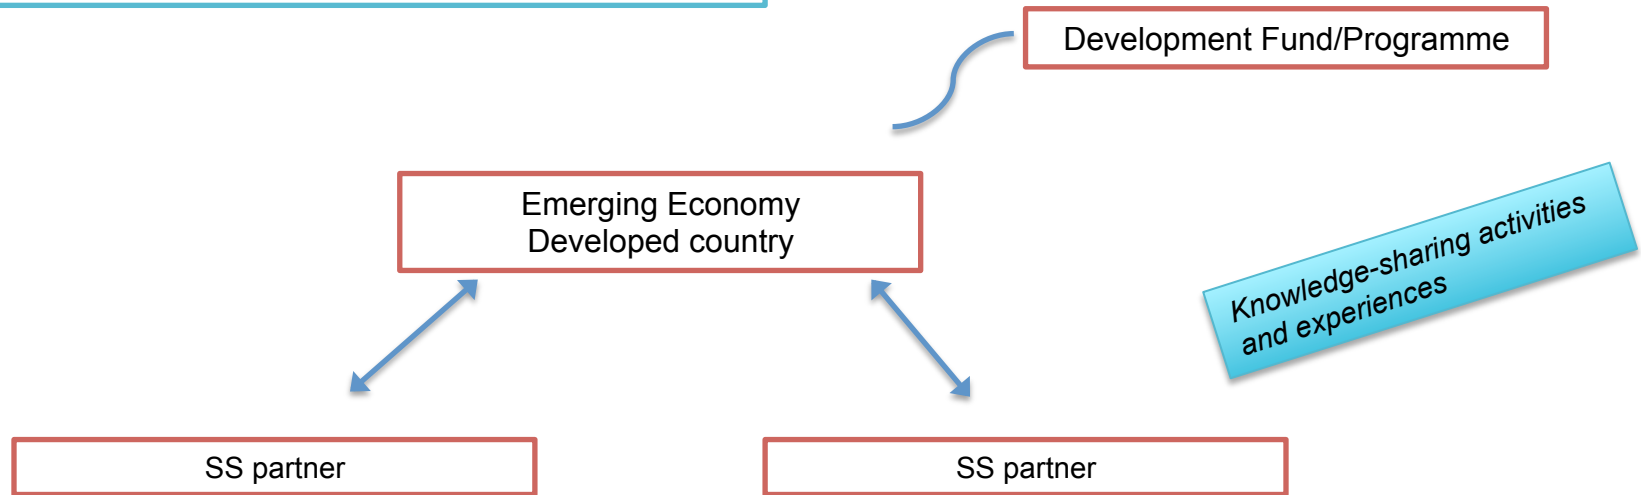 Development Fund/Programme
Emerging Economy
Developed country
Knowledge-sharing activities
and experiences
SS partner
SS partner